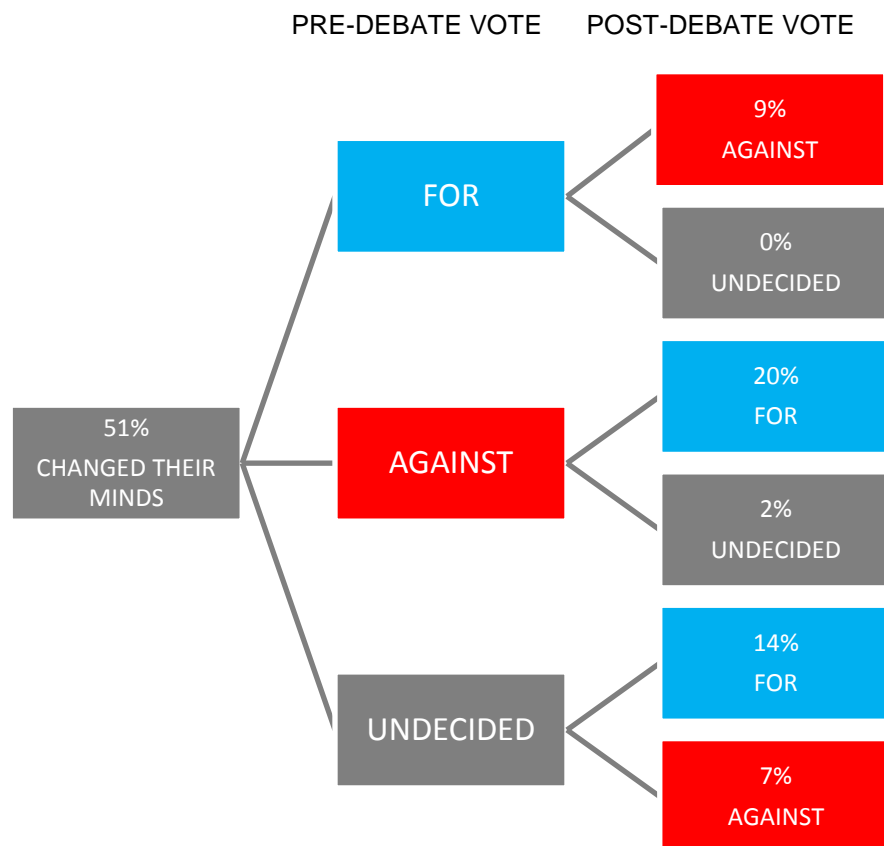 PRE-DEBATE VOTE
POST-DEBATE VOTE
9%
AGAINST
FOR
0%
UNDECIDED
20%
FOR
51%
CHANGED THEIR
MINDS
AGAINST
2%
UNDECIDED
14%
FOR
UNDECIDED
7%
AGAINST